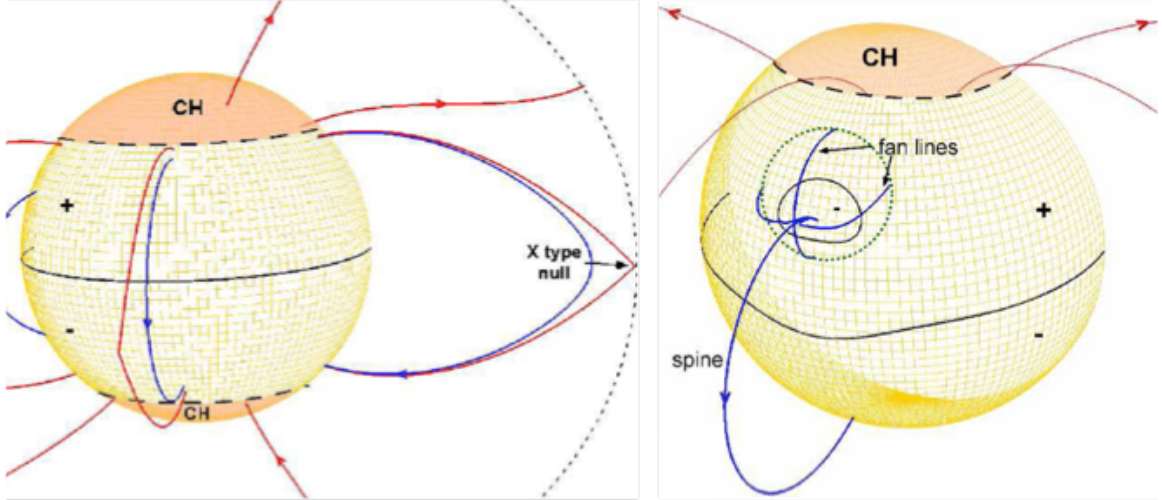 CH
+
-
X type
null
CH
CH
fan lines
-
+
-
spine